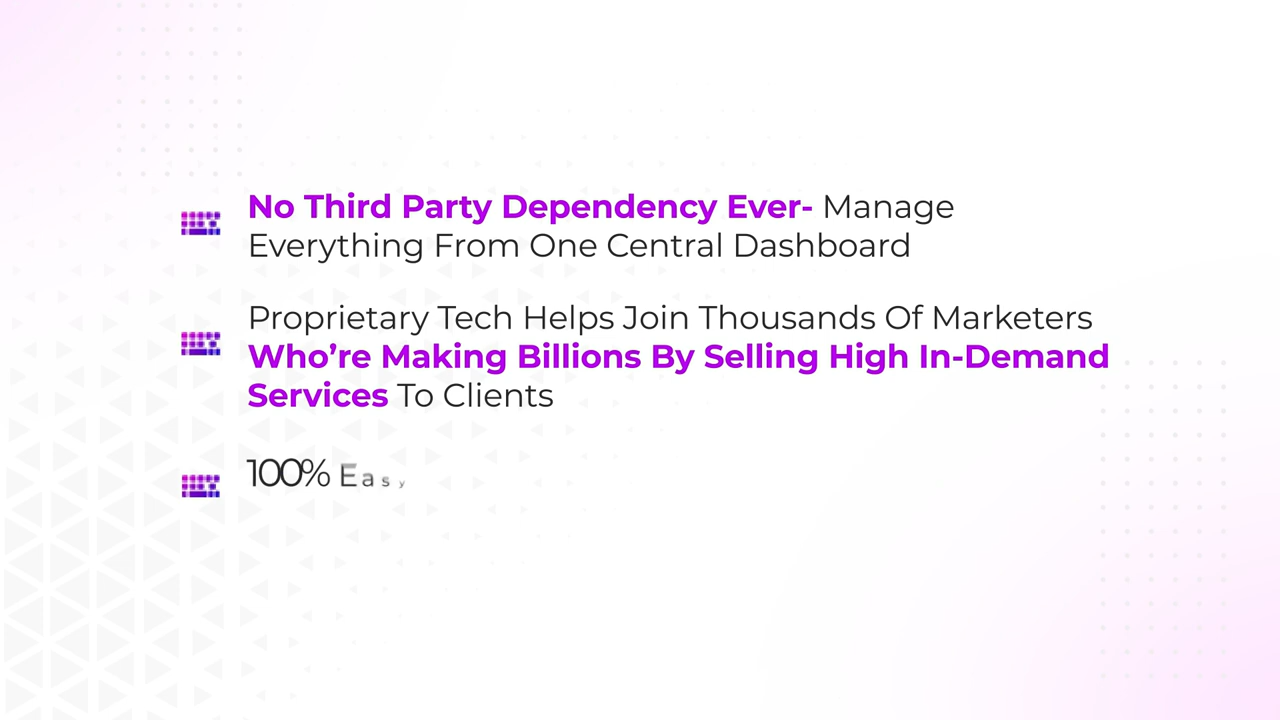 No Third Party Dependency Ever- Manage
Everything From One Central Dashboard
Proprietary Tech Helps Join Thousands Of Marketers
Who’re Making Billions By Selling High In-Demand
Services To Clients
100% Easy